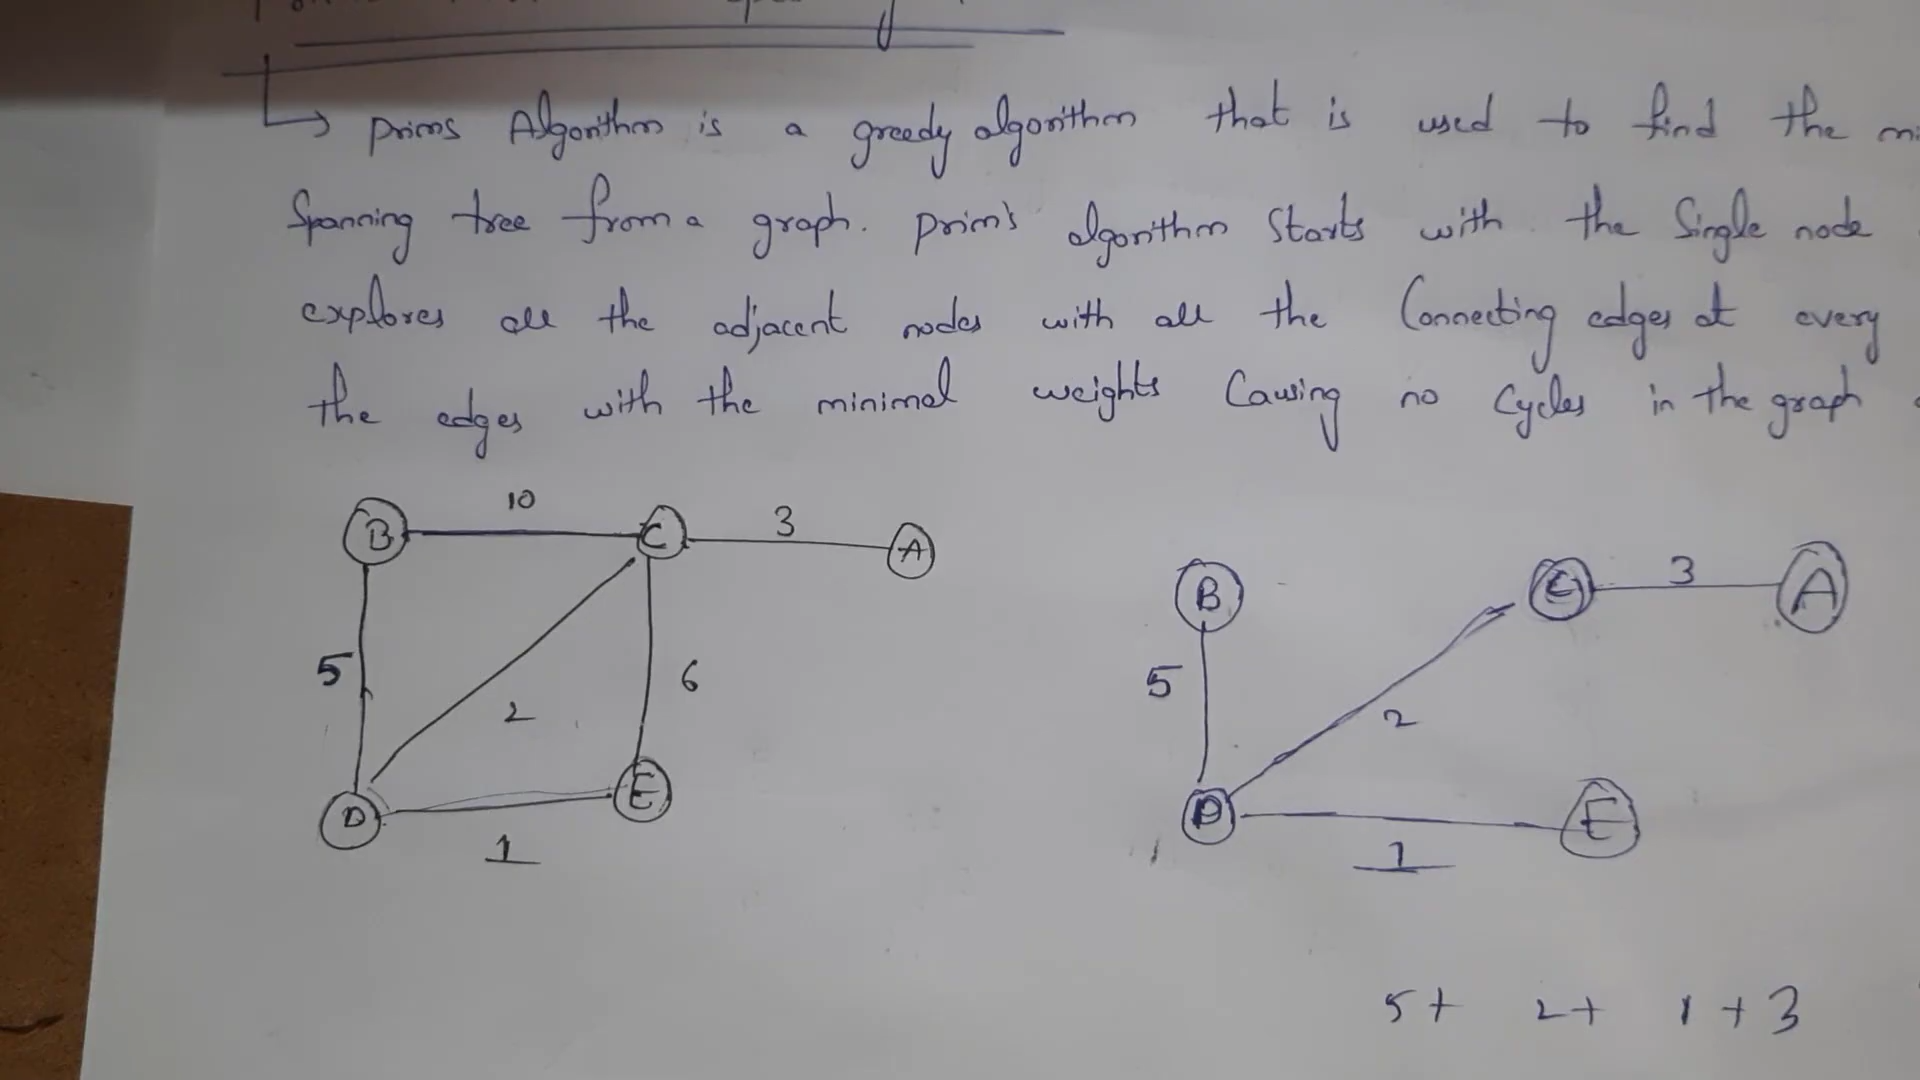 prims Algorithm is a greedy algorithm that is used to find the
Spanning tree from a graph. prim's algorithm Starts with the Single node
explores all the adjacent nodes with all the Connecting edges at every
the edges with the minimal weights Causing no Cycles in the graph
10
B C 3 A
5 2 6
D E
1
B C 3 A
5 2
D E
1
5+ 2+ 1+3